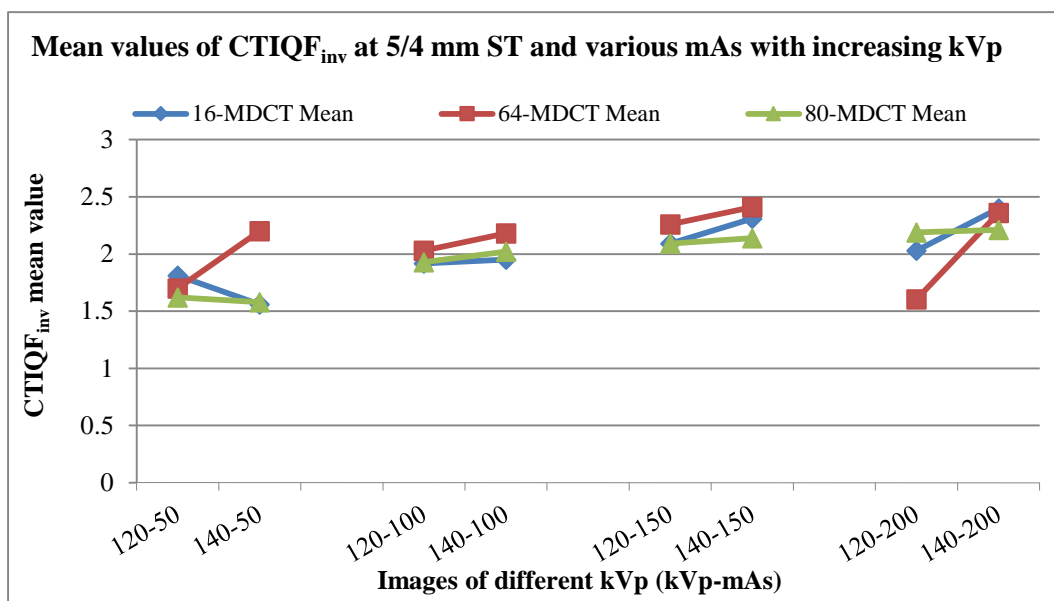 Mean values of CTIQFinv at 5/4 mm ST and various mAs with increasing kVp
16-MDCT Mean 64-MDCT Mean 80-MDCT Mean
3
2.5
2
1.5
1
0.5
0
CTIQFinv mean value
120-50 140-50 120-100 140-100 120-150 140-150 120-200 140-200
Images of different kVp (kVp-mAs)